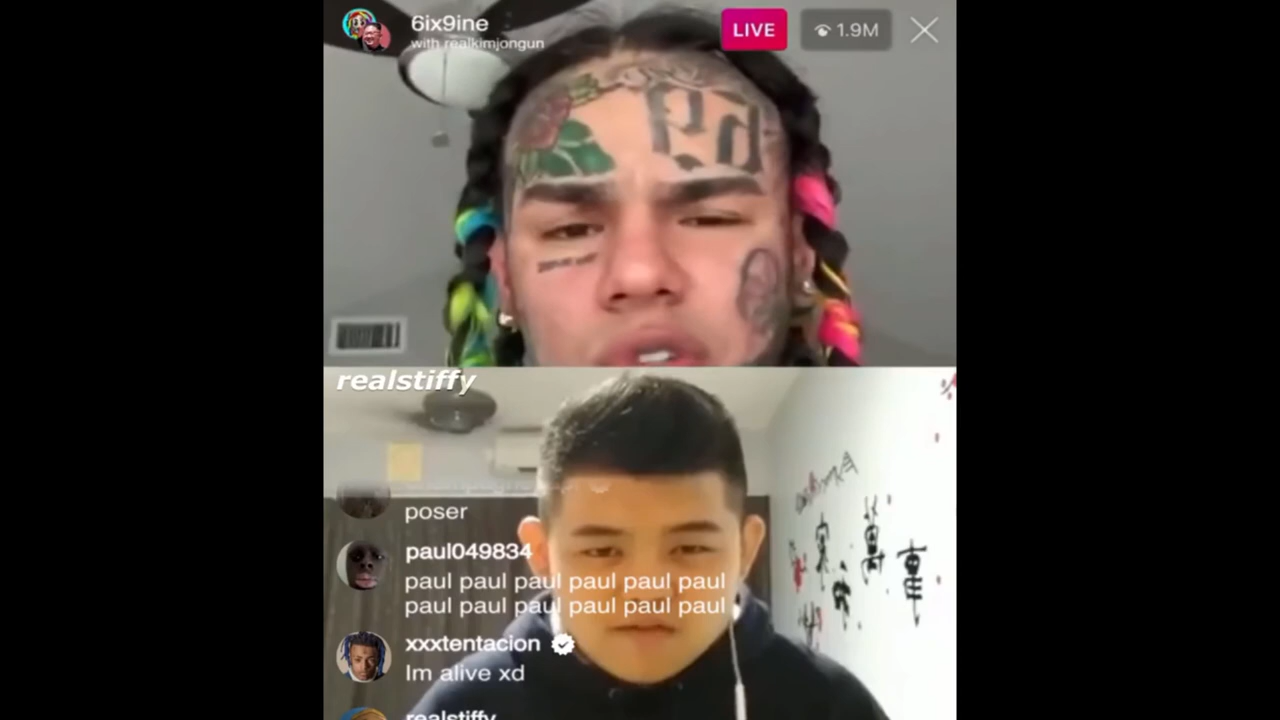 6ix9ine
with realkimjongun
LIVE
1.9M
realstiffy
poser
paul049834
paul paul paul paul paul paul
paul paul paul paul paul paul
xxxtentacion
Im alive xd
realstiffy